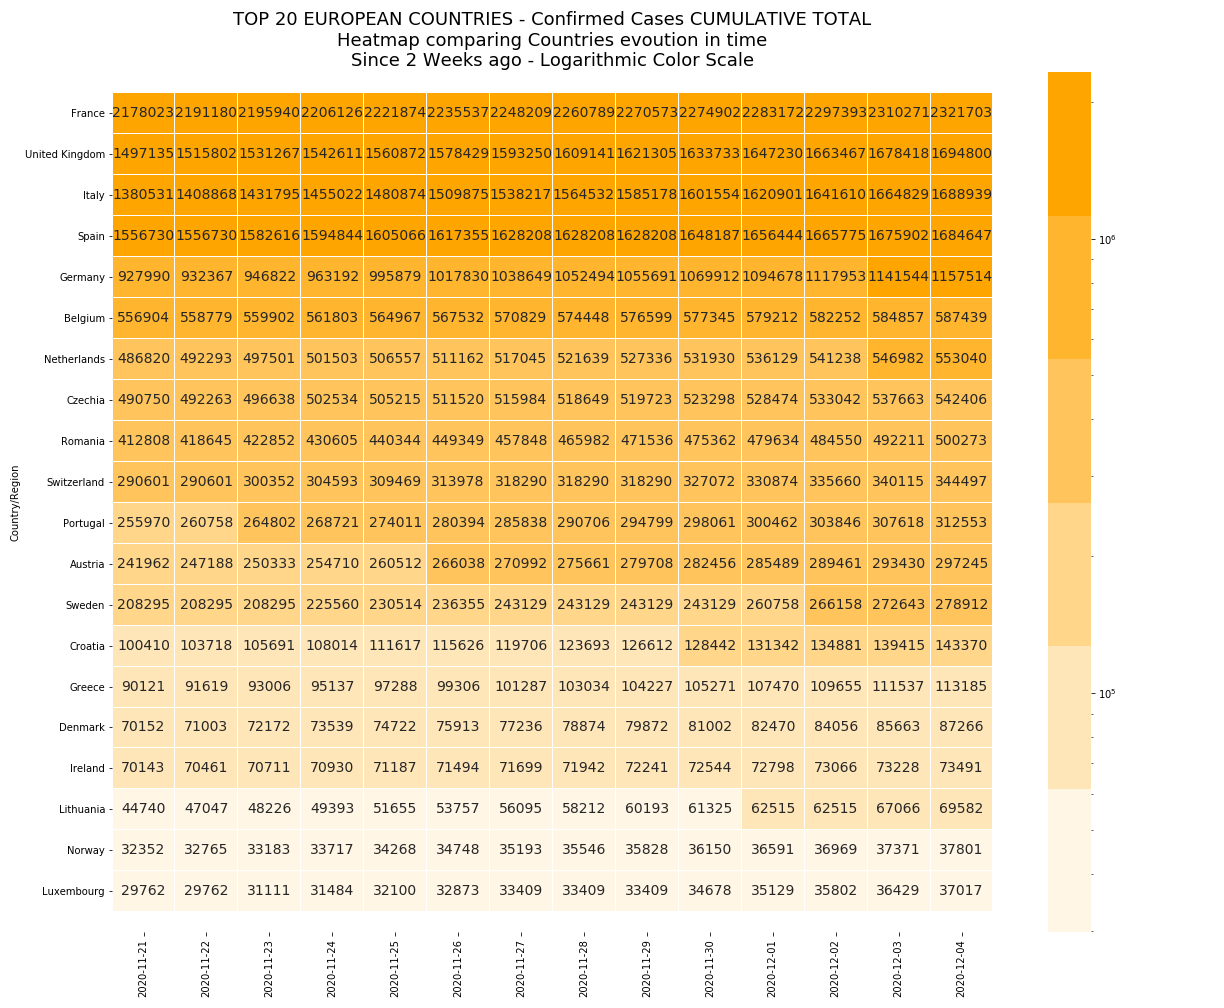 TOP 20 EUROPEAN COUNTRIES - Confirmed Cases CUMULATIVE TOTAL
Heatmap comparing Countries evoution in time
Since 2 Weeks ago - Logarithmic Color Scale
France 2178023 2191180 2195940 2206126 2221874 2235537 2248209 2260789 2270573 2274902 2283172 2297393 2310271 2321703
United Kingdom 1497135 1515802 1531267 1542611 1560872 1578429 1593250 1609141 1621305 1633733 1647230 1663467 1678418 1694800
Italy 1380531 1408868 1431795 1455022 1480874 1509875 1538217 1564532 1585178 1601554 1620901 1641610 1664829 1688939
Spain 1556730 1556730 1582616 1594844 1605066 1617355 1628208 1628208 1628208 1648187 1656444 1665775 1675902 1684647
Germany 927990 932367 946822 963192 995879 1017830 1038649 1052494 1055691 1069912 1094678 1117953 1141544 1157514
Belgium 556904 558779 559902 561803 564967 567532 570829 574448 576599 577345 579212 582252 584857 587439
Netherlands 486820 492293 497501 501503 506557 511162 517045 521639 527336 531930 536129 541238 546982 553040
Czechia 490750 492263 496638 502534 505215 511520 515984 518649 519723 523298 528474 533042 537663 542406
Romania 412808 418645 422852 430605 440344 449349 457848 465982 471536 475362 479634 484550 492211 500273
Switzerland 290601 290601 300352 304593 309469 313978 318290 318290 318290 327072 330874 335660 340115 344497
Portugal 255970 260758 264802 268721 274011 280394 285838 290706 294799 298061 300462 303846 307618 312553
Austria 241962 247188 250333 254710 260512 266038 270992 275661 279708 282456 285489 289461 293430 297245
Sweden 208295 208295 208295 225560 230514 236355 243129 243129 243129 243129 260758 266158 272643 278912
Croatia 100410 103718 105691 108014 111617 115626 119706 123693 126612 128442 131342 134881 139415 143370
Greece 90121 91619 93006 95137 97288 99306 101287 103034 104227 105271 107470 109655 111537 113185
Denmark 70152 71003 72172 73539 74722 75913 77236 78874 79872 81002 82470 84056 85663 87266
Ireland 70143 70461 70711 70930 71187 71494 71699 71942 72241 72544 72798 73066 73228 73491
Lithuania 44740 47047 48226 49393 51655 53757 56095 58212 60193 61325 62515 62515 67066 69582
Norway 32352 32765 33183 33717 34268 34748 35193 35546 35828 36150 36591 36969 37371 37801
Luxembourg 29762 29762 31111 31484 32100 32873 33409 33409 33409 34678 35129 35802 36429 37017
Country/Region
2020-11-21 2020-11-22 2020-11-23 2020-11-24 2020-11-25 2020-11-26 2020-11-27 2020-11-28 2020-11-29 2020-11-30 2020-12-01 2020-12-02 2020-12-03 2020-12-04
10⁶
10⁵